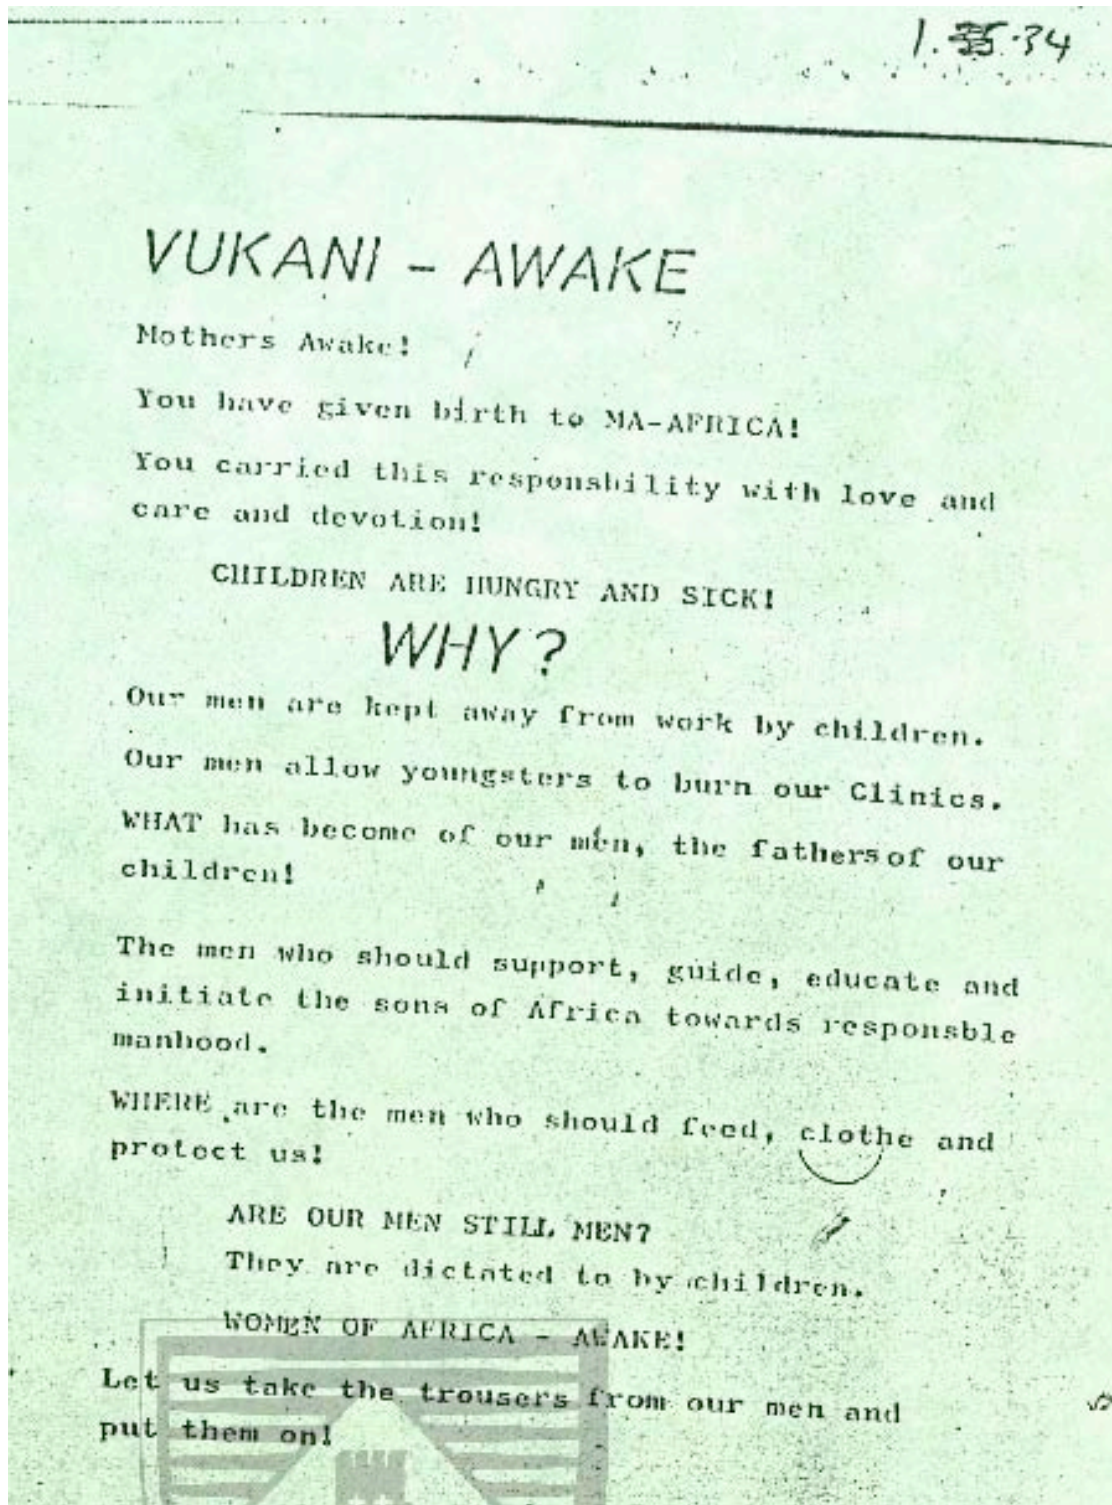 1. 34
VUKANI - AWAKE
Mothers Awake!
You have given birth to MA-AFRICA!
You carried this responsbility with love and
care and devotion!
CHILDREN ARE HUNGRY AND SICK!
WHY?
Our men are kept away from work by children.
Our men allow youngsters to burn our Clinics.
WHAT has become of our men, the fathersof our
children!
The men who should support, guide, educate and
initiate the sons of Africa towards responsble
manhood.
WHERE are the men who should feed, clothe and
protect us!
ARE OUR MEN STILL MEN?
They are dictated to by children.
WOMEN OF AFRICA - AWAKE!
Let us take the trousers from our men and
put them on!